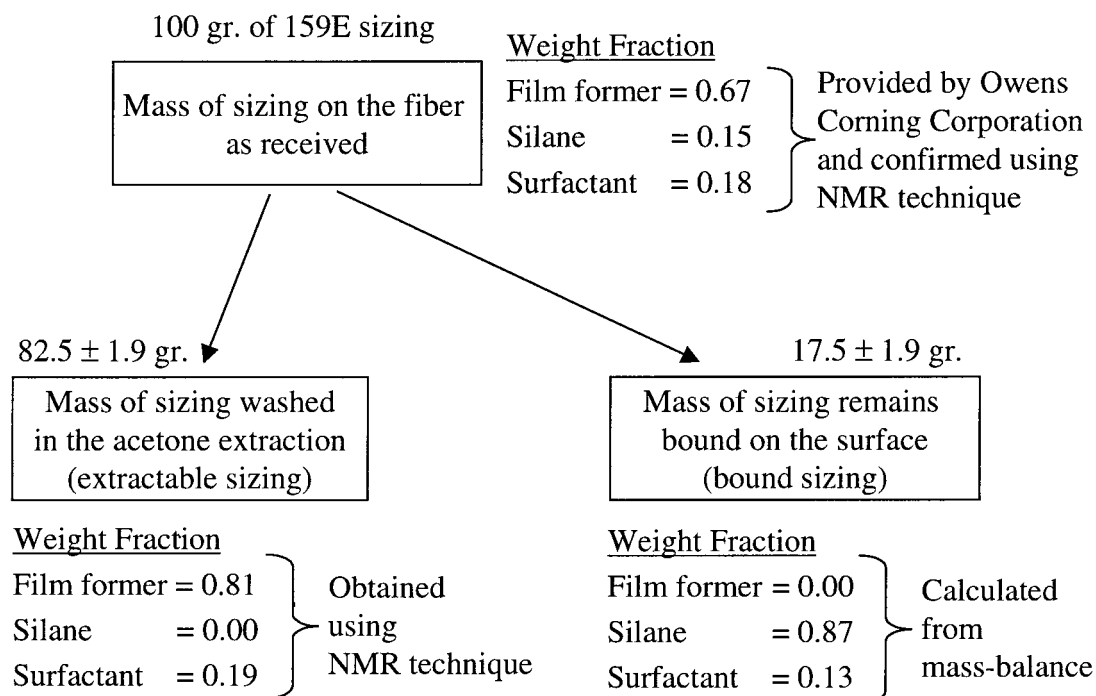 100 gr. of 159E sizing
Mass of sizing on the fiber
as received
Weight Fraction
Film former = 0.67
Silane = 0.15
Surfactant = 0.18
Provided by Owens
Corning Corporation
and confirmed using
NMR technique
82.5 ± 1.9 gr.
Mass of sizing washed
in the acetone extraction
(extractable sizing)
Weight Fraction
Film former = 0.81
Silane = 0.00
Surfactant = 0.19
Obtained
using
NMR technique
17.5 ± 1.9 gr.
Mass of sizing remains
bound on the surface
(bound sizing)
Weight Fraction
Film former = 0.00
Silane = 0.87
Surfactant = 0.13
Calculated
from
mass-balance